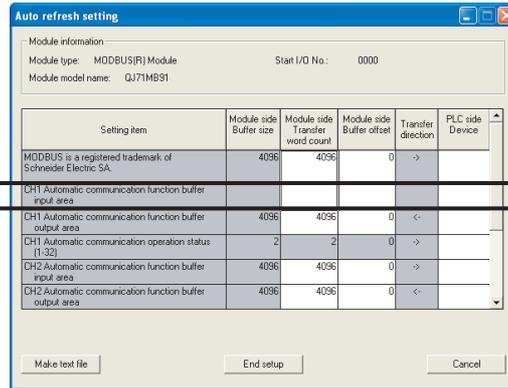 Auto refresh setting
Module information
Module type: MODBUS(R) Module Start I/O No.: 0000
Module model name: QJ71MB91
Setting item Module side Buffer size Module side Transfer word count Module side Buffer offset Transfer direction PLC side Device
MODBUS is a registered trademark of 4096 4096 0 ->
Schneider Electric SA.
CH1 Automatic communication function buffer
input area
CH1 Automatic communication function buffer 4096 4096 0 <-
output area
CH1 Automatic communication operation status 2 2 0 ->
(1-32)
CH2 Automatic communication function buffer 4096 4096 0 ->
input area
CH2 Automatic communication function buffer 4096 4096 0 <-
output area
Make text file End setup Cancel